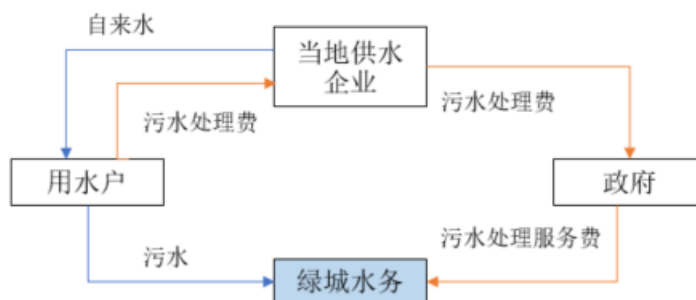 自来水
当地供水
企业
污水处理费
污水处理费
用水户
政府
污水处理服务费
污水
绿城水务